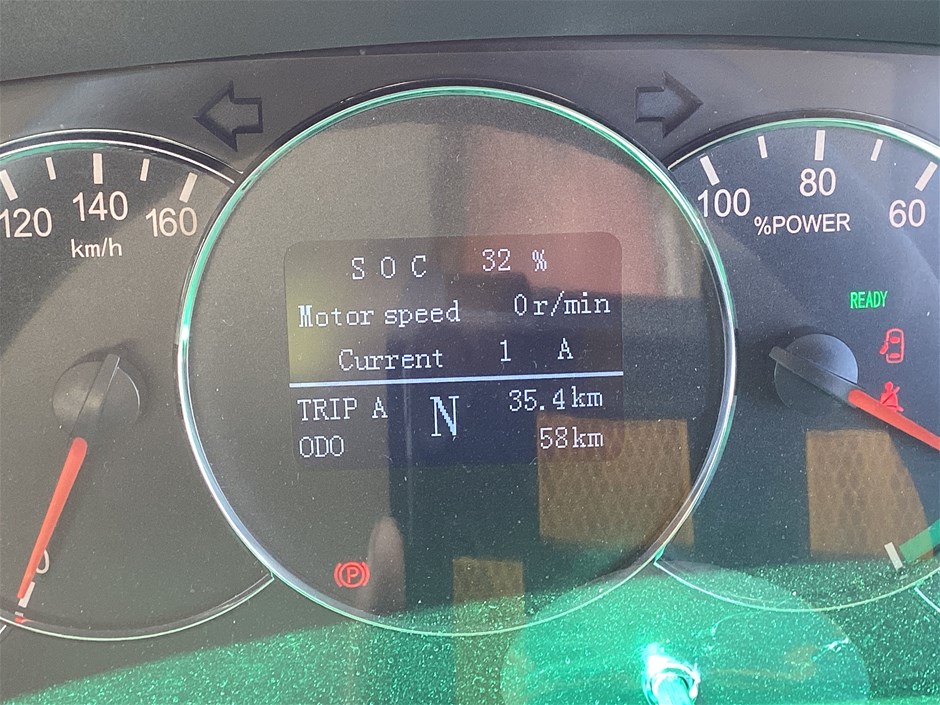 120 140 160
km/h
100 80 60
%POWER
READY
SOC 32 %
Motor speed 0 r/min
Current 1 A
TRIP A N 35.4 km
ODO 58 km
0
P